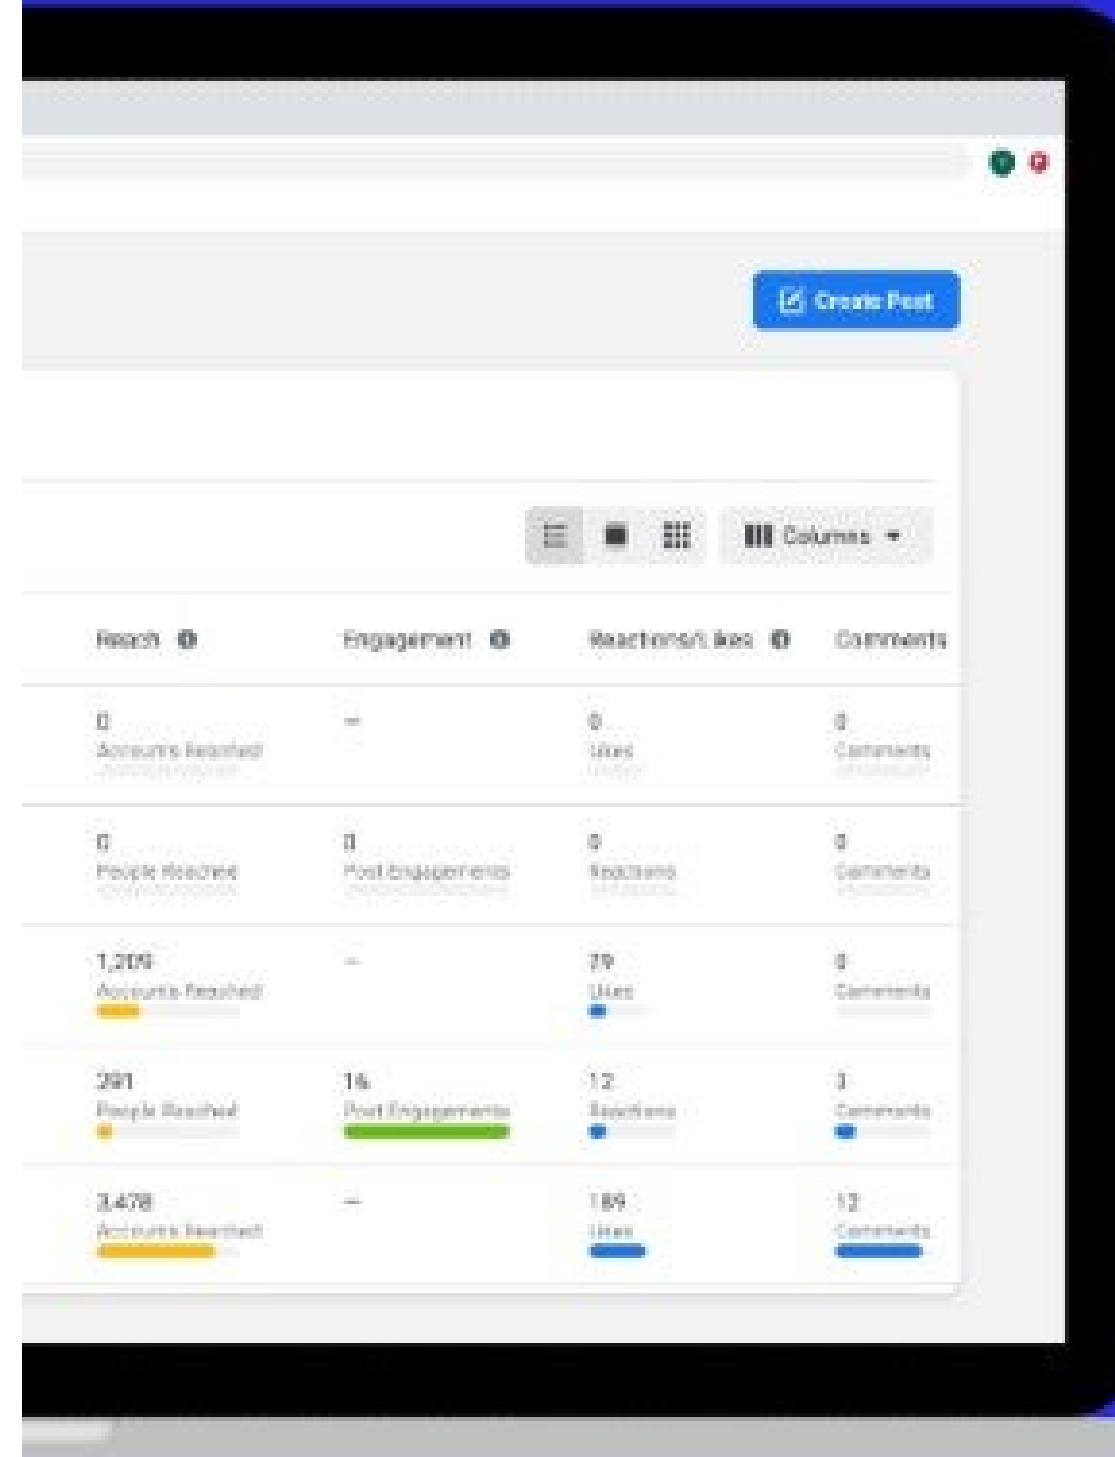 Create Post
Columns
Reach Engagement Reactions/Likes Comments
0 — 0 0
Accounts Reached Likes Comments
0 0 0 0
People Reached Post Engagements Reactions Comments
1,209 — 29 0
Accounts Reached Likes Comments
391 16 12 3
People Reached Post Engagements Reactions Comments
3,478 — 189 12
Accounts Reached Likes Comments